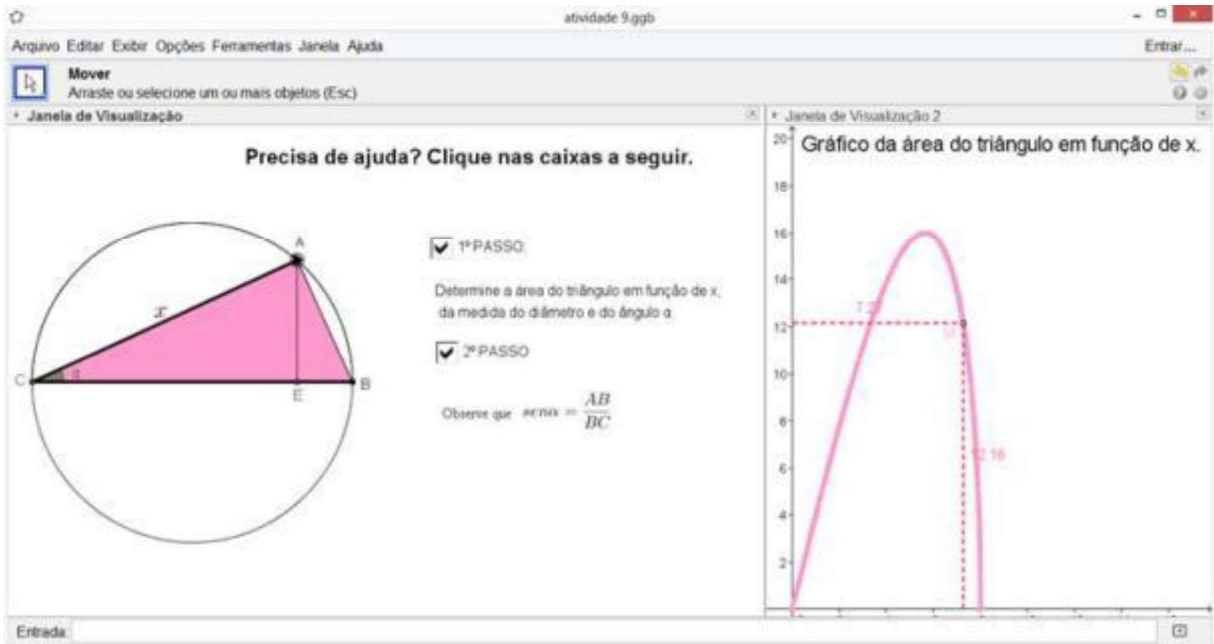 atividade 9.ggb
Arquivo Editar Exibir Opções Ferramentas Janela Ajuda
Entrar...
Mover
Arraste ou selecione um ou mais objetos (Esc)
Janela de Visualização
Janela de Visualização 2
Precisa de ajuda? Clique nas caixas a seguir.
A
x
C
α
E
B
1º PASSO:
Determine a área do triângulo em função de x,
da medida do diâmetro e do ângulo α
2º PASSO
Observe que senα = AB/BC
Gráfico da área do triângulo em função de x.
20
18
16
14
12
10
8
6
4
2
12.16
Entrada: